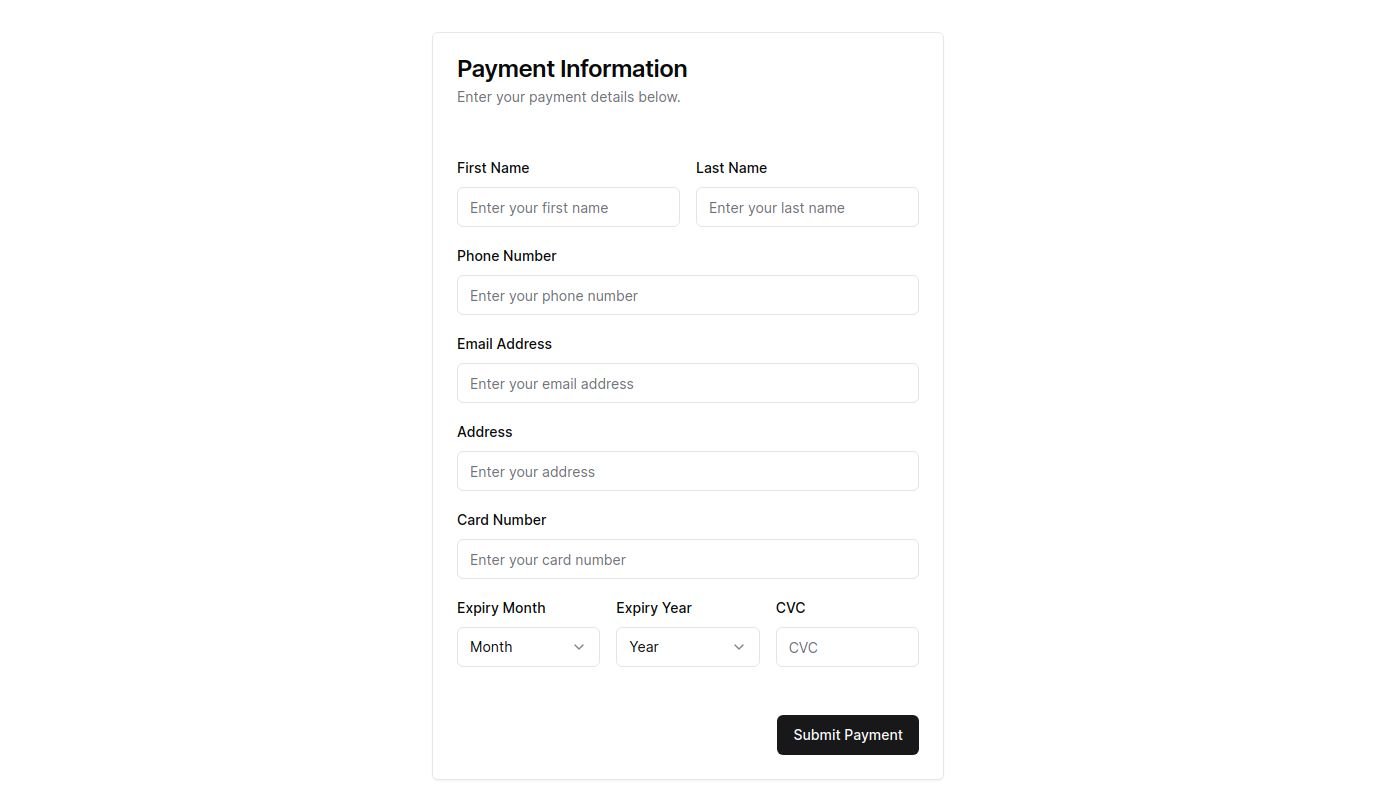 Payment Information
Enter your payment details below.
First Name Last Name
Enter your first name Enter your last name
Phone Number
Enter your phone number
Email Address
Enter your email address
Address
Enter your address
Card Number
Enter your card number
Expiry Month Expiry Year CVC
Month Year CVC
Submit Payment